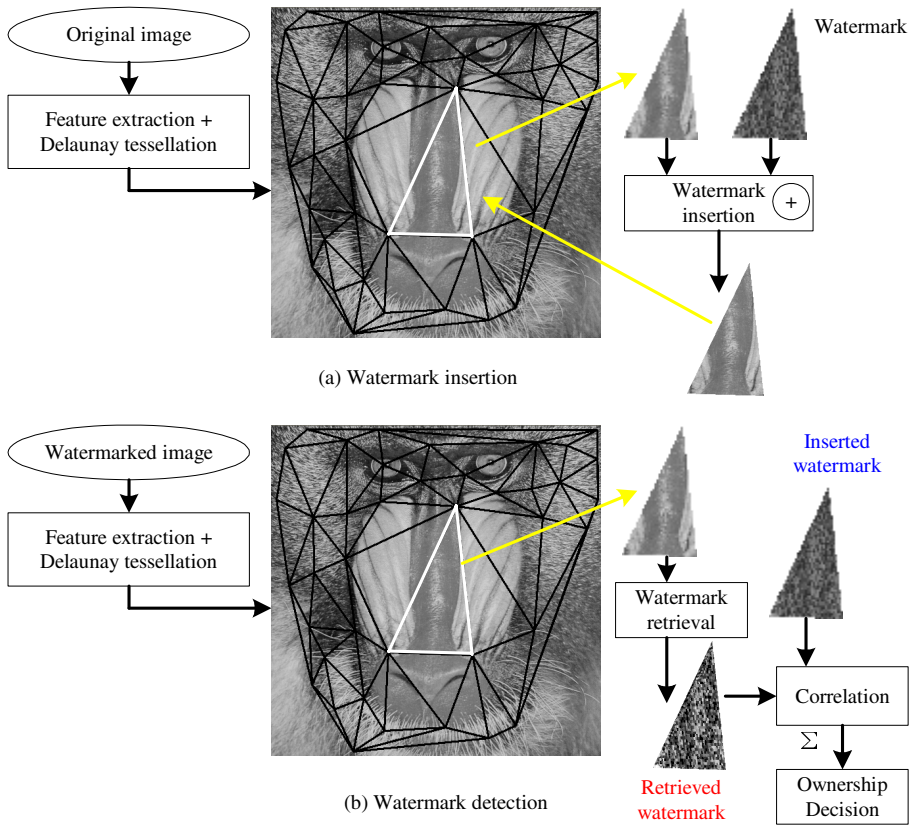 Original image
Feature extraction +
Delaunay tessellation
Watermark
Watermark
insertion
+
(a) Watermark insertion
Watermarked image
Feature extraction +
Delaunay tessellation
Inserted
watermark
Watermark
retrieval
Correlation
Σ
Retrieved
watermark
Ownership
Decision
(b) Watermark detection